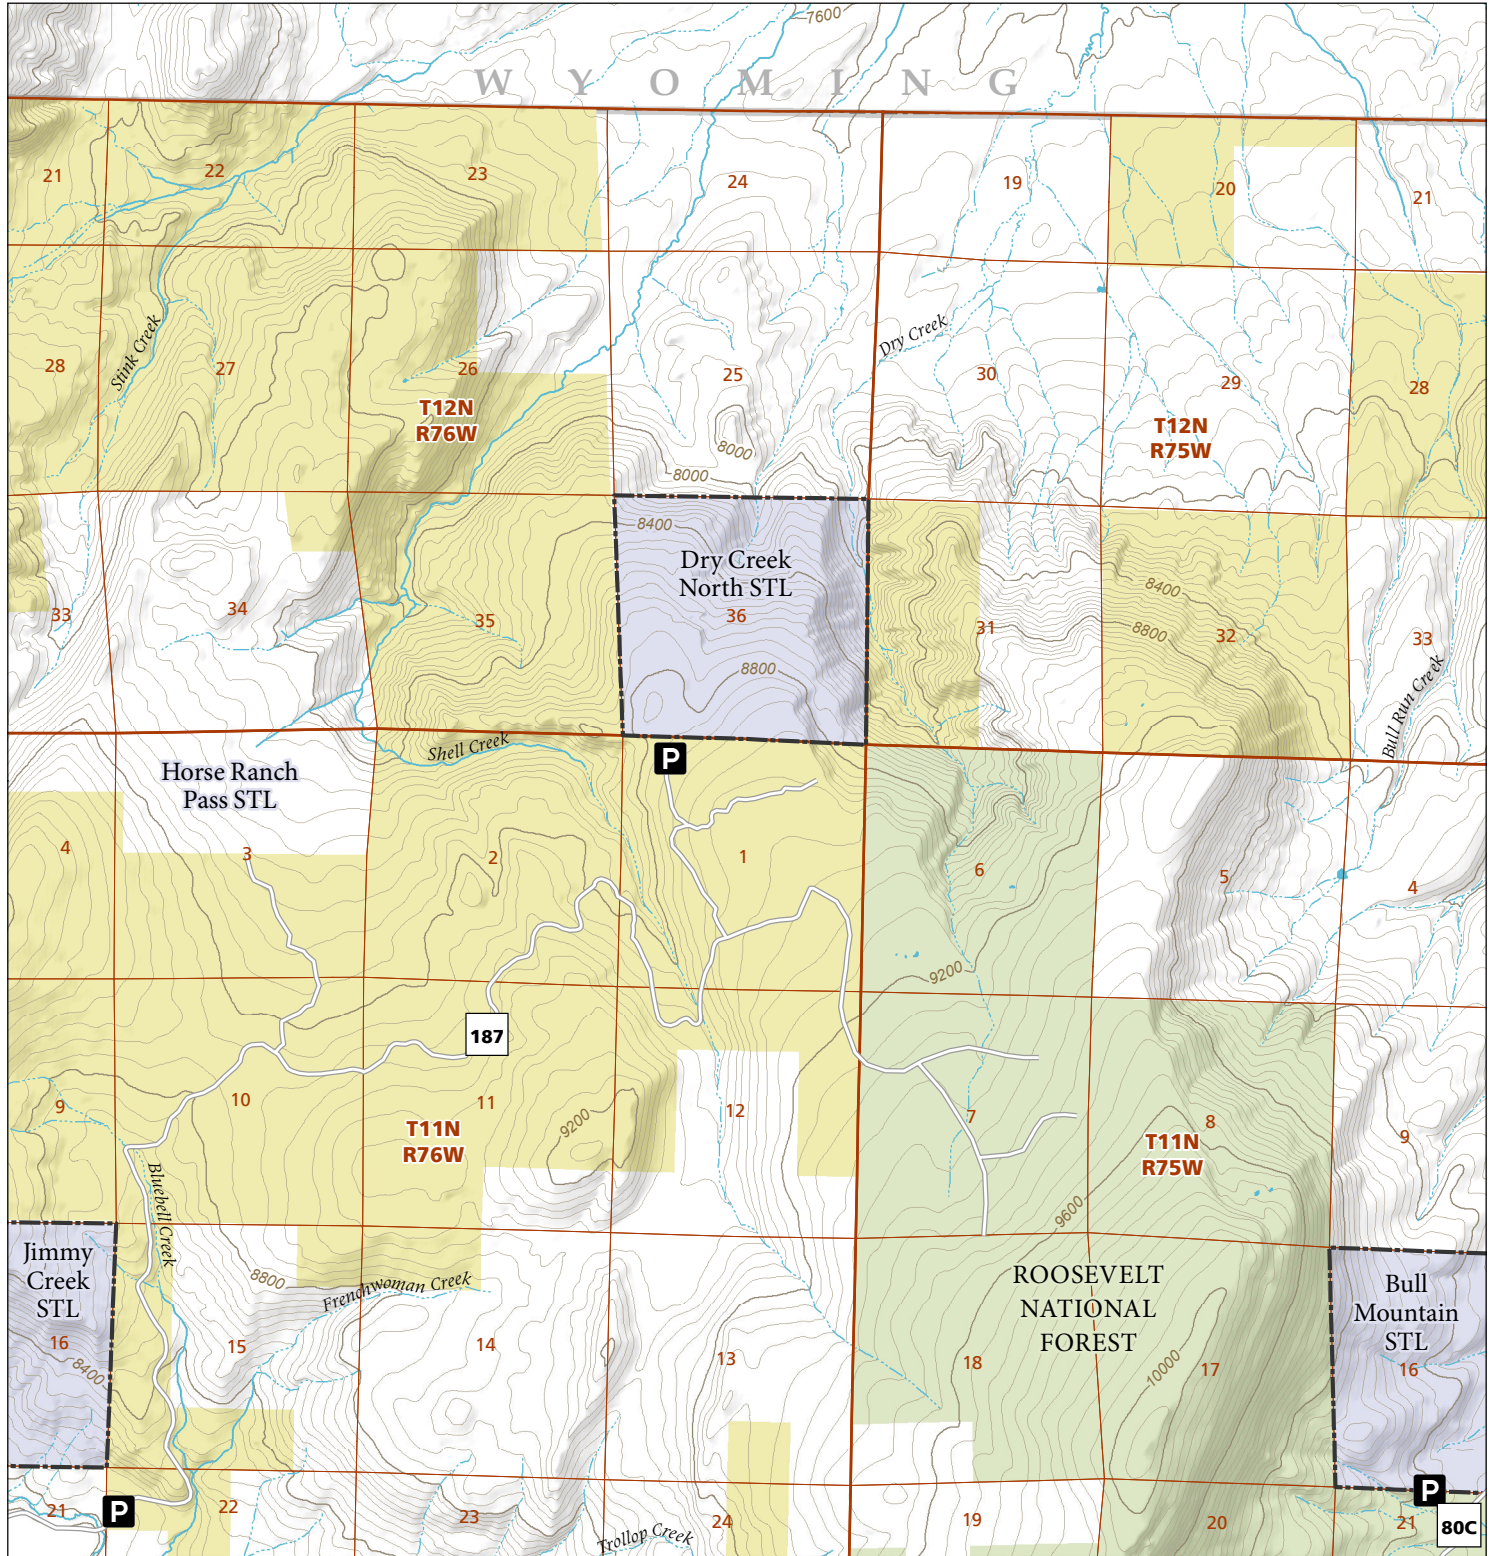 7600
WYOMING
21
22
23
24
19
20
21
Stink Creek
28
27
26
25
Dry Creek
30
29
28
T12N
R76W
T12N
R75W
8000
8000
8400
Dry Creek
North STL
36
8800
33
34
35
31
8400
8800
32
33
Bull Run Creek
Shell Creek
P
Horse Ranch
Pass STL
4
3
2
1
6
5
4
9200
187
9
10
11
9200
12
7
8
9
T11N
R76W
T11N
R75W
Bluebell Creek
9600
Jimmy
Creek
STL
16
8400
8800
Frenchwoman Creek
15
14
13
ROOSEVELT
NATIONAL
FOREST
18
10000
17
Bull
Mountain
STL
16
21
P
22
23
Trollop Creek
24
19
20
P
21
80C